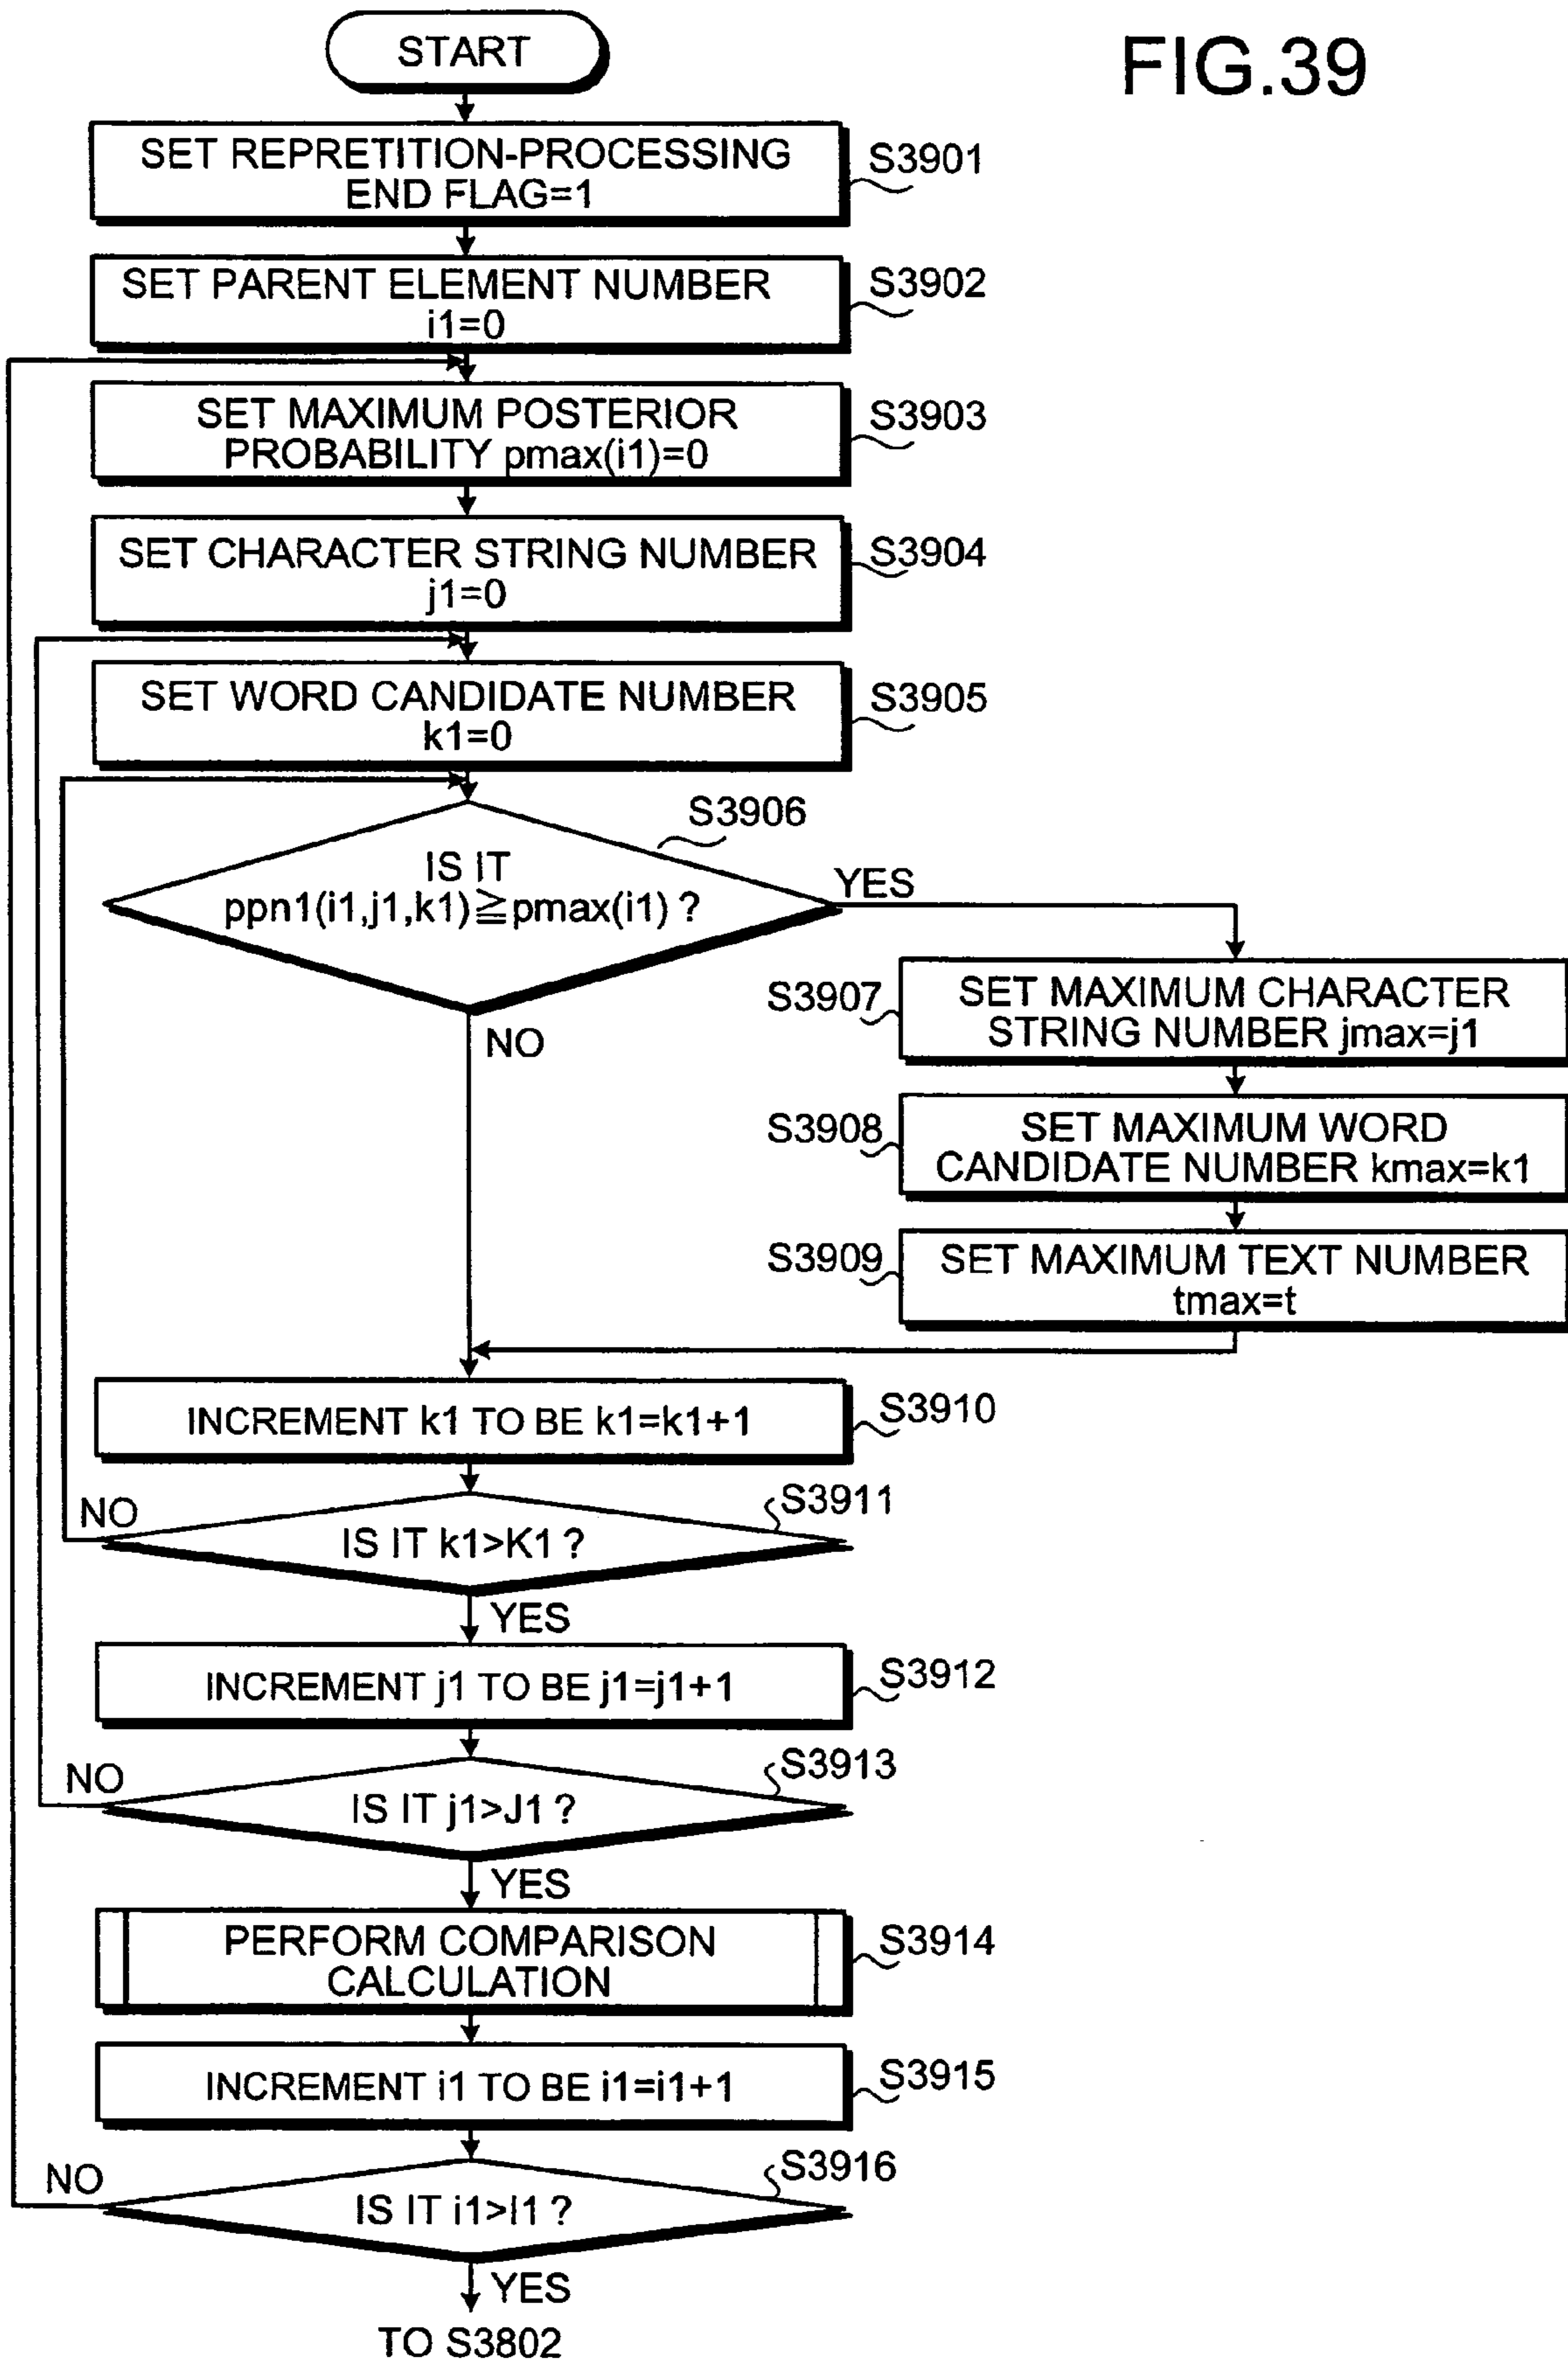 START
FIG.39
SET REPRETITION-PROCESSING
END FLAG=1
S3901
SET PARENT ELEMENT NUMBER
i1=0
S3902
SET MAXIMUM POSTERIOR
PROBABILITY pmax(i1)=0
S3903
SET CHARACTER STRING NUMBER
j1=0
S3904
SET WORD CANDIDATE NUMBER
k1=0
S3905
S3906
IS IT
ppn1(i1,j1,k1)≧pmax(i1) ?
YES
NO
S3907
SET MAXIMUM CHARACTER
STRING NUMBER jmax=j1
S3908
SET MAXIMUM WORD
CANDIDATE NUMBER kmax=k1
S3909
SET MAXIMUM TEXT NUMBER
tmax=t
INCREMENT k1 TO BE k1=k1+1
S3910
NO
S3911
IS IT k1>K1 ?
YES
INCREMENT j1 TO BE j1=j1+1
S3912
NO
S3913
IS IT j1>J1 ?
YES
PERFORM COMPARISON
CALCULATION
S3914
INCREMENT i1 TO BE i1=i1+1
S3915
NO
S3916
IS IT i1>I1 ?
YES
TO S3802